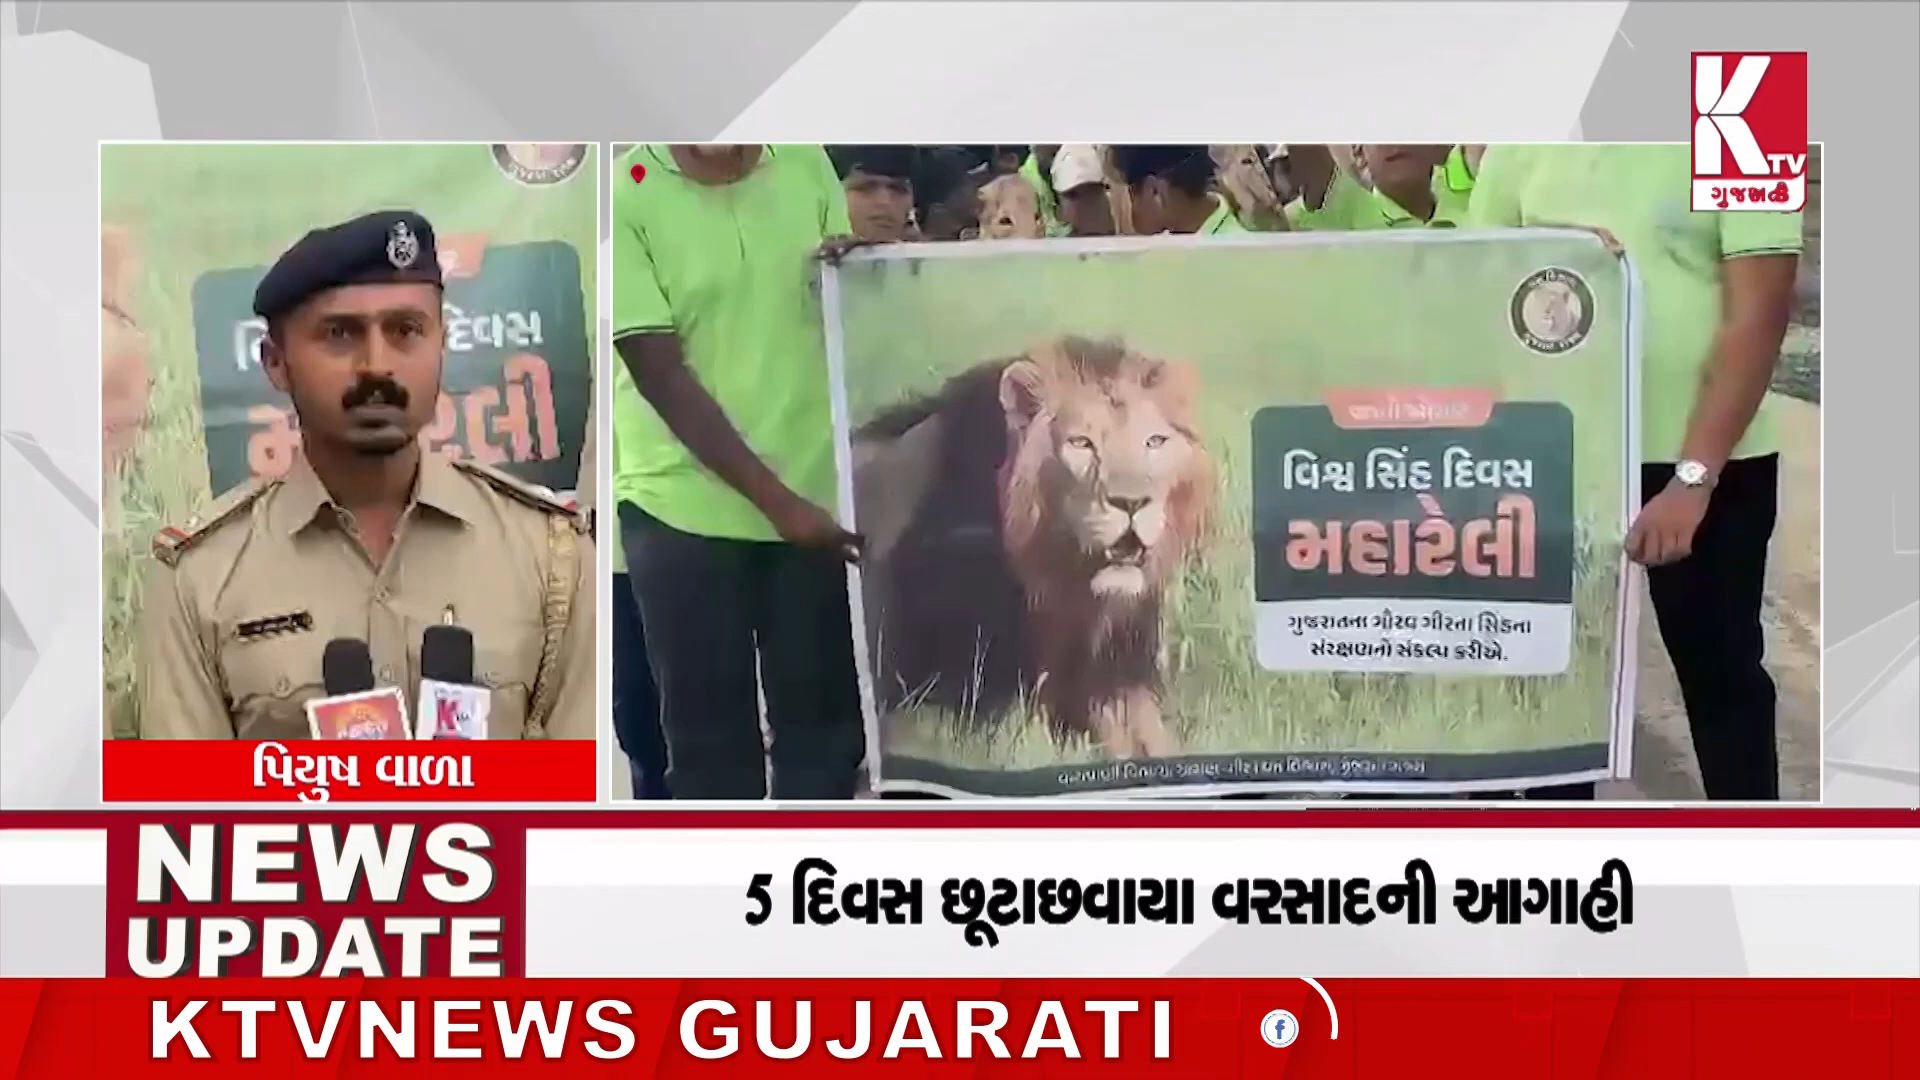 K
TV
ગુજરાતી
દિવસ
પિયુષ વાળા
વિશ્વ સિંહ દિવસ
મહારેલી
ગુજરાતના ગૌરવ ગીરના સિંહના
સંરક્ષણનો સંકલ્પ કરીએ.
NEWS
UPDATE
5 દિવસ છૂટાછવાયા વરસાદની આગાહી
KTVNEWS GUJARATI